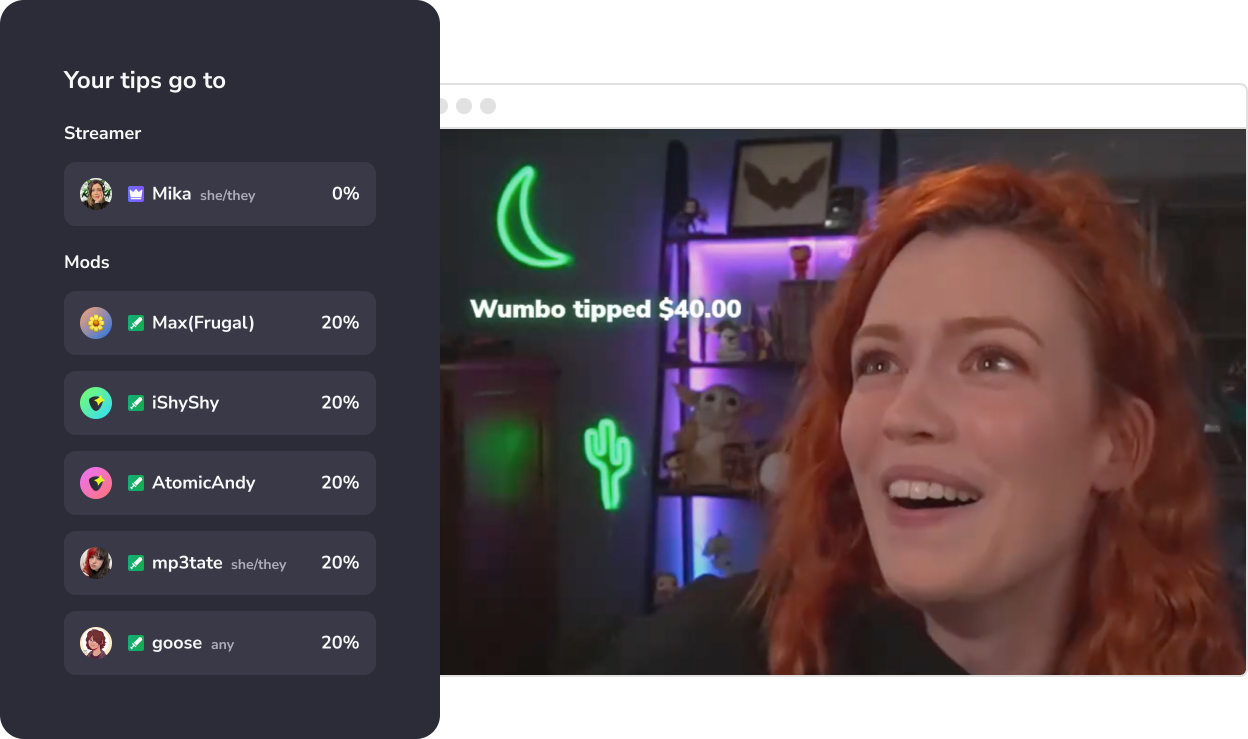 Your tips go to
Streamer
Mika she/they 0%
Mods
Max(Frugal) 20%
iShyShy 20%
AtomicAndy 20%
mp3tate she/they 20%
goose any 20%
Wumbo tipped $40.00